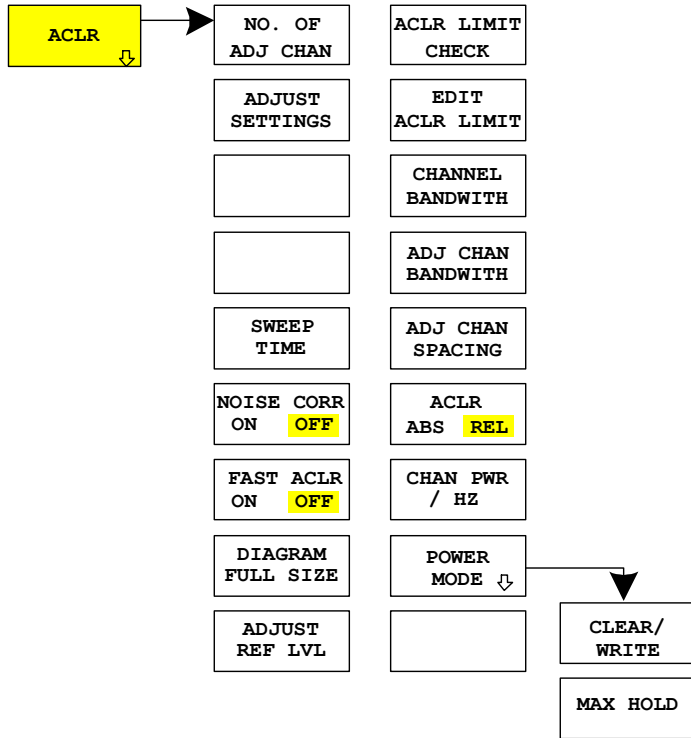 ACLR
NO. OF
ADJ CHAN
ADJUST
SETTINGS
SWEEP
TIME
NOISE CORR
ON OFF
FAST ACLR
ON OFF
DIAGRAM
FULL SIZE
ADJUST
REF LVL
ACLR LIMIT
CHECK
EDIT
ACLR LIMIT
CHANNEL
BANDWITH
ADJ CHAN
BANDWITH
ADJ CHAN
SPACING
ACLR
ABS REL
CHAN PWR
/ HZ
POWER
MODE
CLEAR/
WRITE
MAX HOLD